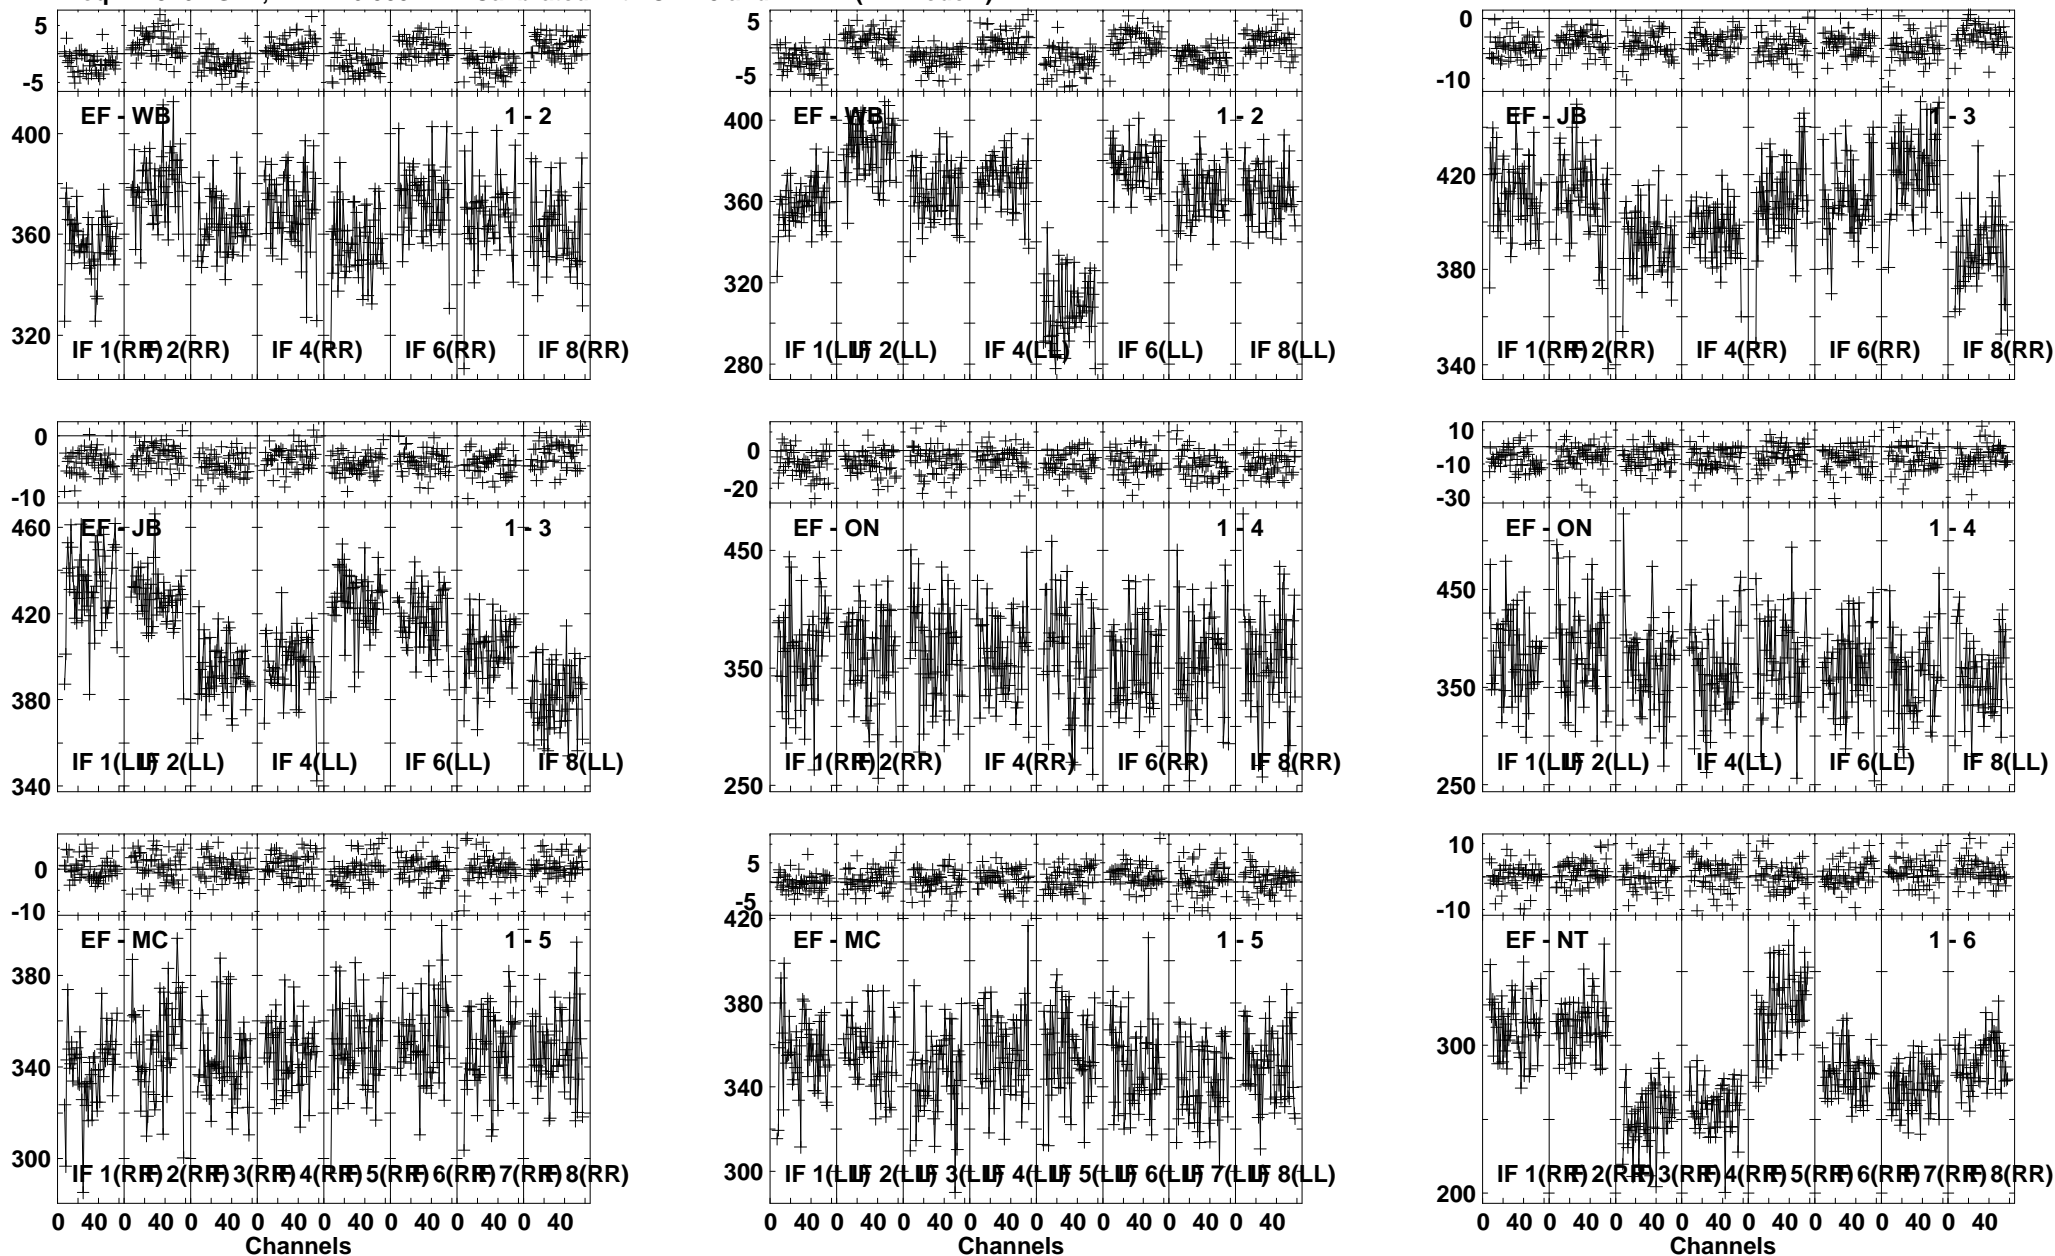 5
-5
EF - WB 1 - 2
400
360
320
IF 1(RR) IF 2(RR) IF 4(RR) IF 6(RR) IF 8(RR)
5
-5
EF - WB 1 - 2
400
360
320
280
IF 1(LL) IF 2(LL) IF 4(LL) IF 6(LL) IF 8(LL)
0
-10
EF - JB 1 - 3
420
380
340
IF 1(RR) IF 2(RR) IF 4(RR) IF 6(RR) IF 8(RR)
0
-10
EF - JB 1 - 3
460
420
380
340
IF 1(LL) IF 2(LL) IF 4(LL) IF 6(LL) IF 8(LL)
0
-20
EF - ON 1 - 4
450
350
250
IF 1(RR) IF 2(RR) IF 4(RR) IF 6(RR) IF 8(RR)
10
-10
-30
EF - ON 1 - 4
450
350
250
IF 1(LL) IF 2(LL) IF 4(LL) IF 6(LL) IF 8(LL)
0
-10
EF - MC 1 - 5
380
340
300
IF 1(RR) IF 2(RR) IF 3(RR) IF 4(RR) IF 5(RR) IF 6(RR) IF 7(RR) IF 8(RR)
0 40 0 40 0 40 0 40 0 40 0 40 0 40 0 40
Channels
5
-5
EF - MC 1 - 5
420
380
340
300
IF 1(LL) IF 2(LL) IF 3(LL) IF 4(LL) IF 5(LL) IF 6(LL) IF 7(LL) IF 8(LL)
0 40 0 40 0 40 0 40 0 40 0 40 0 40 0 40
Channels
10
-10
EF - NT 1 - 6
300
200
IF 1(RR) IF 2(RR) IF 3(RR) IF 4(RR) IF 5(RR) IF 6(RR) IF 7(RR) IF 8(RR)
0 40 0 40 0 40 0 40 0 40 0 40 0 40 0 40
Channels